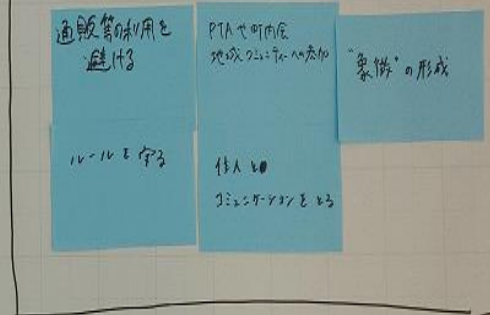 通販等の利用を
避ける
PTAや町内会
地域コミュニティーへの参加
"象徴"の形成
ルールを守る
住人と
コミュニケーションをとる